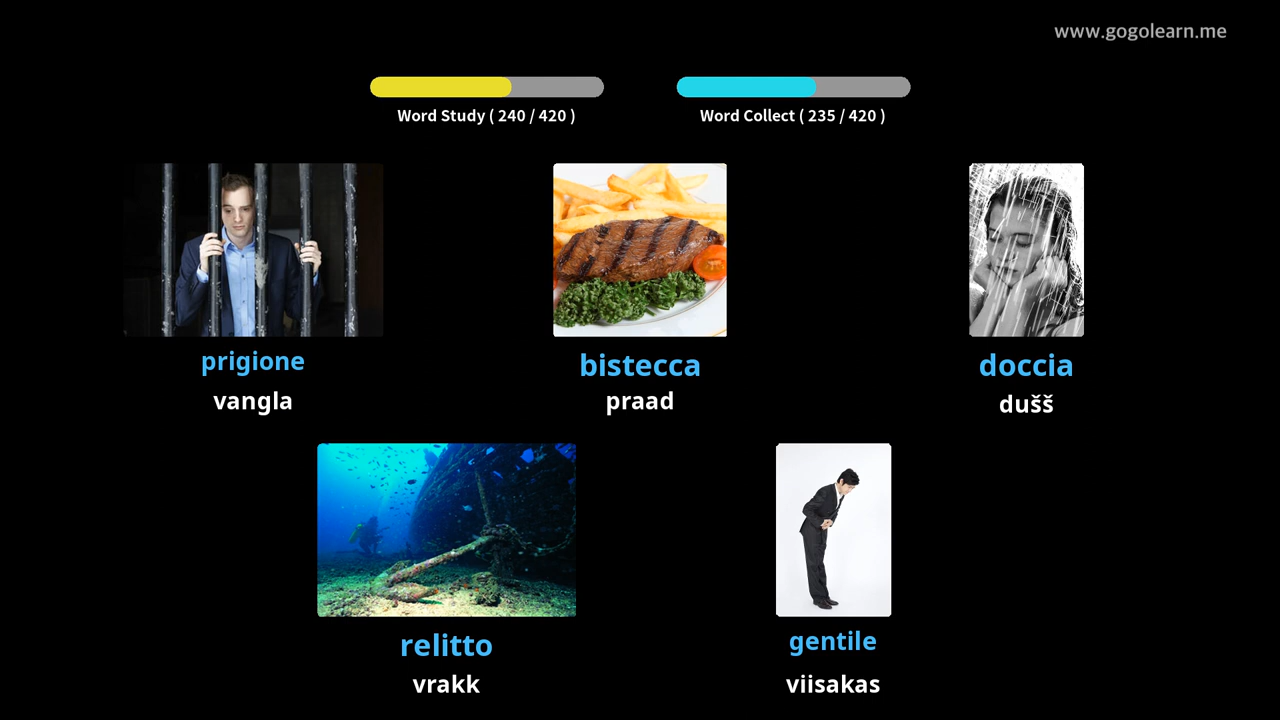 www.gogolearn.me
Word Study ( 240 / 420 )
Word Collect ( 235 / 420 )
prigione
vangla
bistecca
praad
doccia
dušš
relitto
vrakk
gentile
viisakas